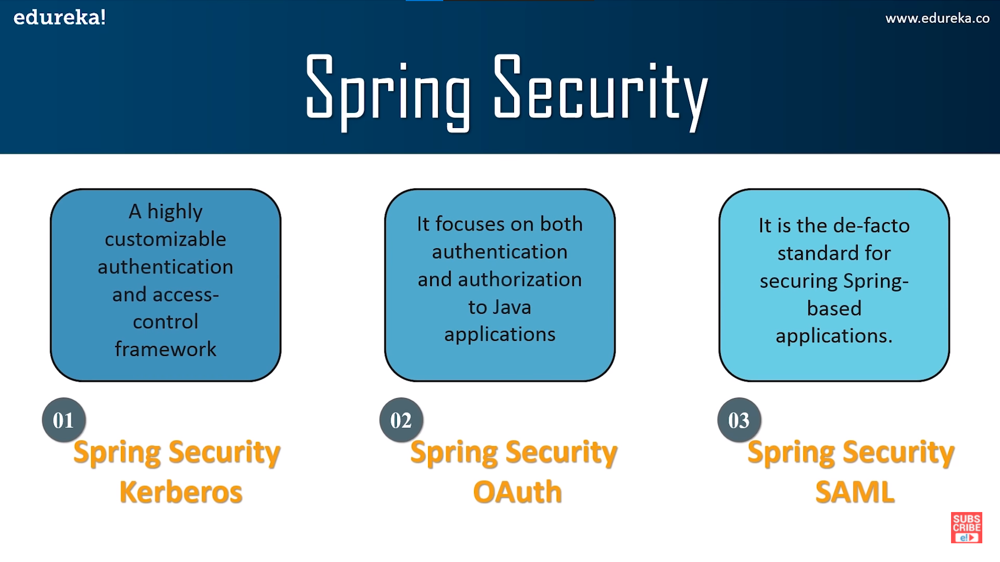 edureka!
www.edureka.co
Spring Security
A highly
customizable
authentication
and access-
control
framework
It focuses on both
authentication
and authorization
to Java
applications
It is the de-facto
standard for
securing Spring-
based
applications.
01
Spring Security
Kerberos
02
Spring Security
OAuth
03
Spring Security
SAML
SUBS
CRIBE
e!